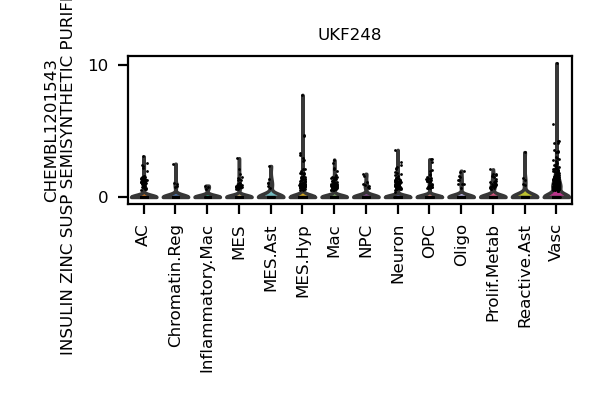 UKF248
CHEMBL1201543
INSULIN ZINC SUSP SEMISYNTHETIC
10
0
AC
Chromatin.Reg
Inflammatory.Mac
MES
MES.Ast
MES.Hyp
Mac
NPC
Neuron
OPC
Oligo
Prolif.Metab
Reactive.Ast
Vasc